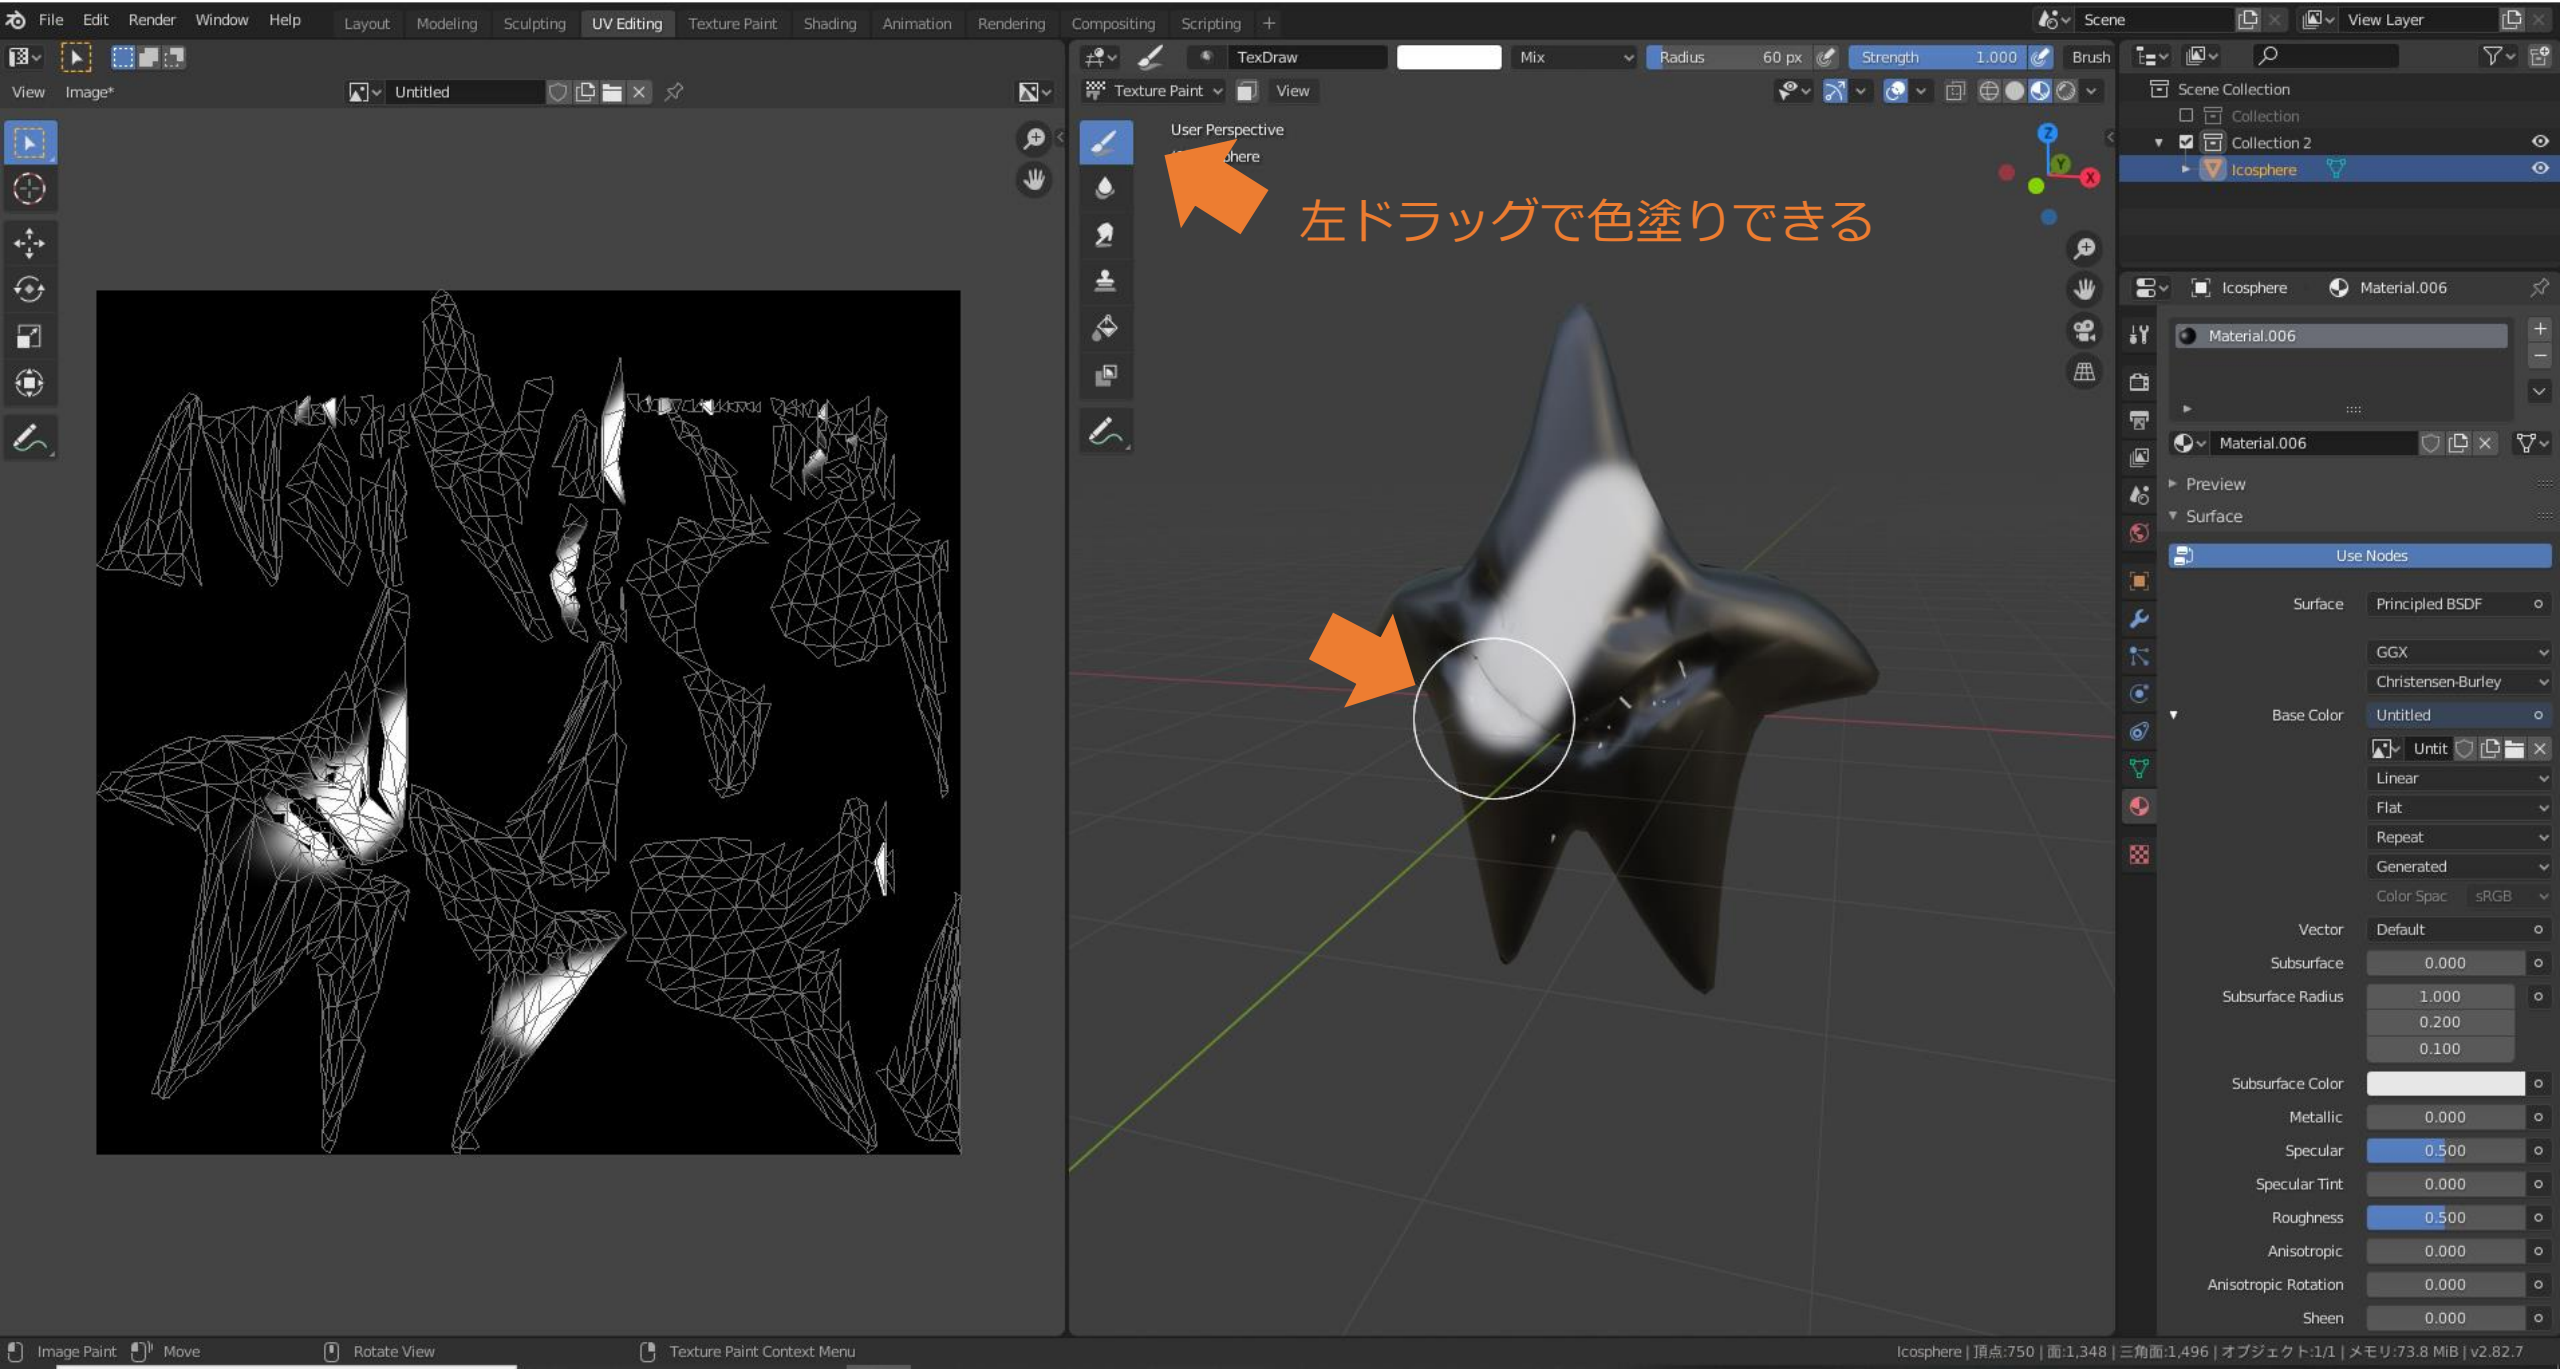 File Edit Render Window Help Layout Modeling Sculpting UV Editing Texture Paint Shading Animation Rendering Compositing Scripting + Scene View Layer
TexDraw Mix Radius 60 px Strength 1.000 Brush
View Image* Untitled Texture Paint View
Scene Collection
Collection
Collection 2
Icosphere
User Perspective
Z
Y
X
左ドラッグで色塗りできる
Icosphere Material.006
Material.006
Material.006
Preview
Surface
Use Nodes
Surface Principled BSDF
GGX
Christensen-Burley
Base Color Untitled
Untit
Linear
Flat
Repeat
Generated
Color Spac sRGB
Vector Default
Subsurface 0.000
Subsurface Radius 1.000
0.200
0.100
Subsurface Color
Metallic 0.000
Specular 0.500
Specular Tint 0.000
Roughness 0.500
Anisotropic 0.000
Anisotropic Rotation 0.000
Sheen 0.000
Image Paint Move Rotate View Texture Paint Context Menu Icosphere | 頂点:750 | 面:1,348 | 三角面:1,496 | オブジェクト:1/1 | メモリ:73.8 MiB | v2.82.7